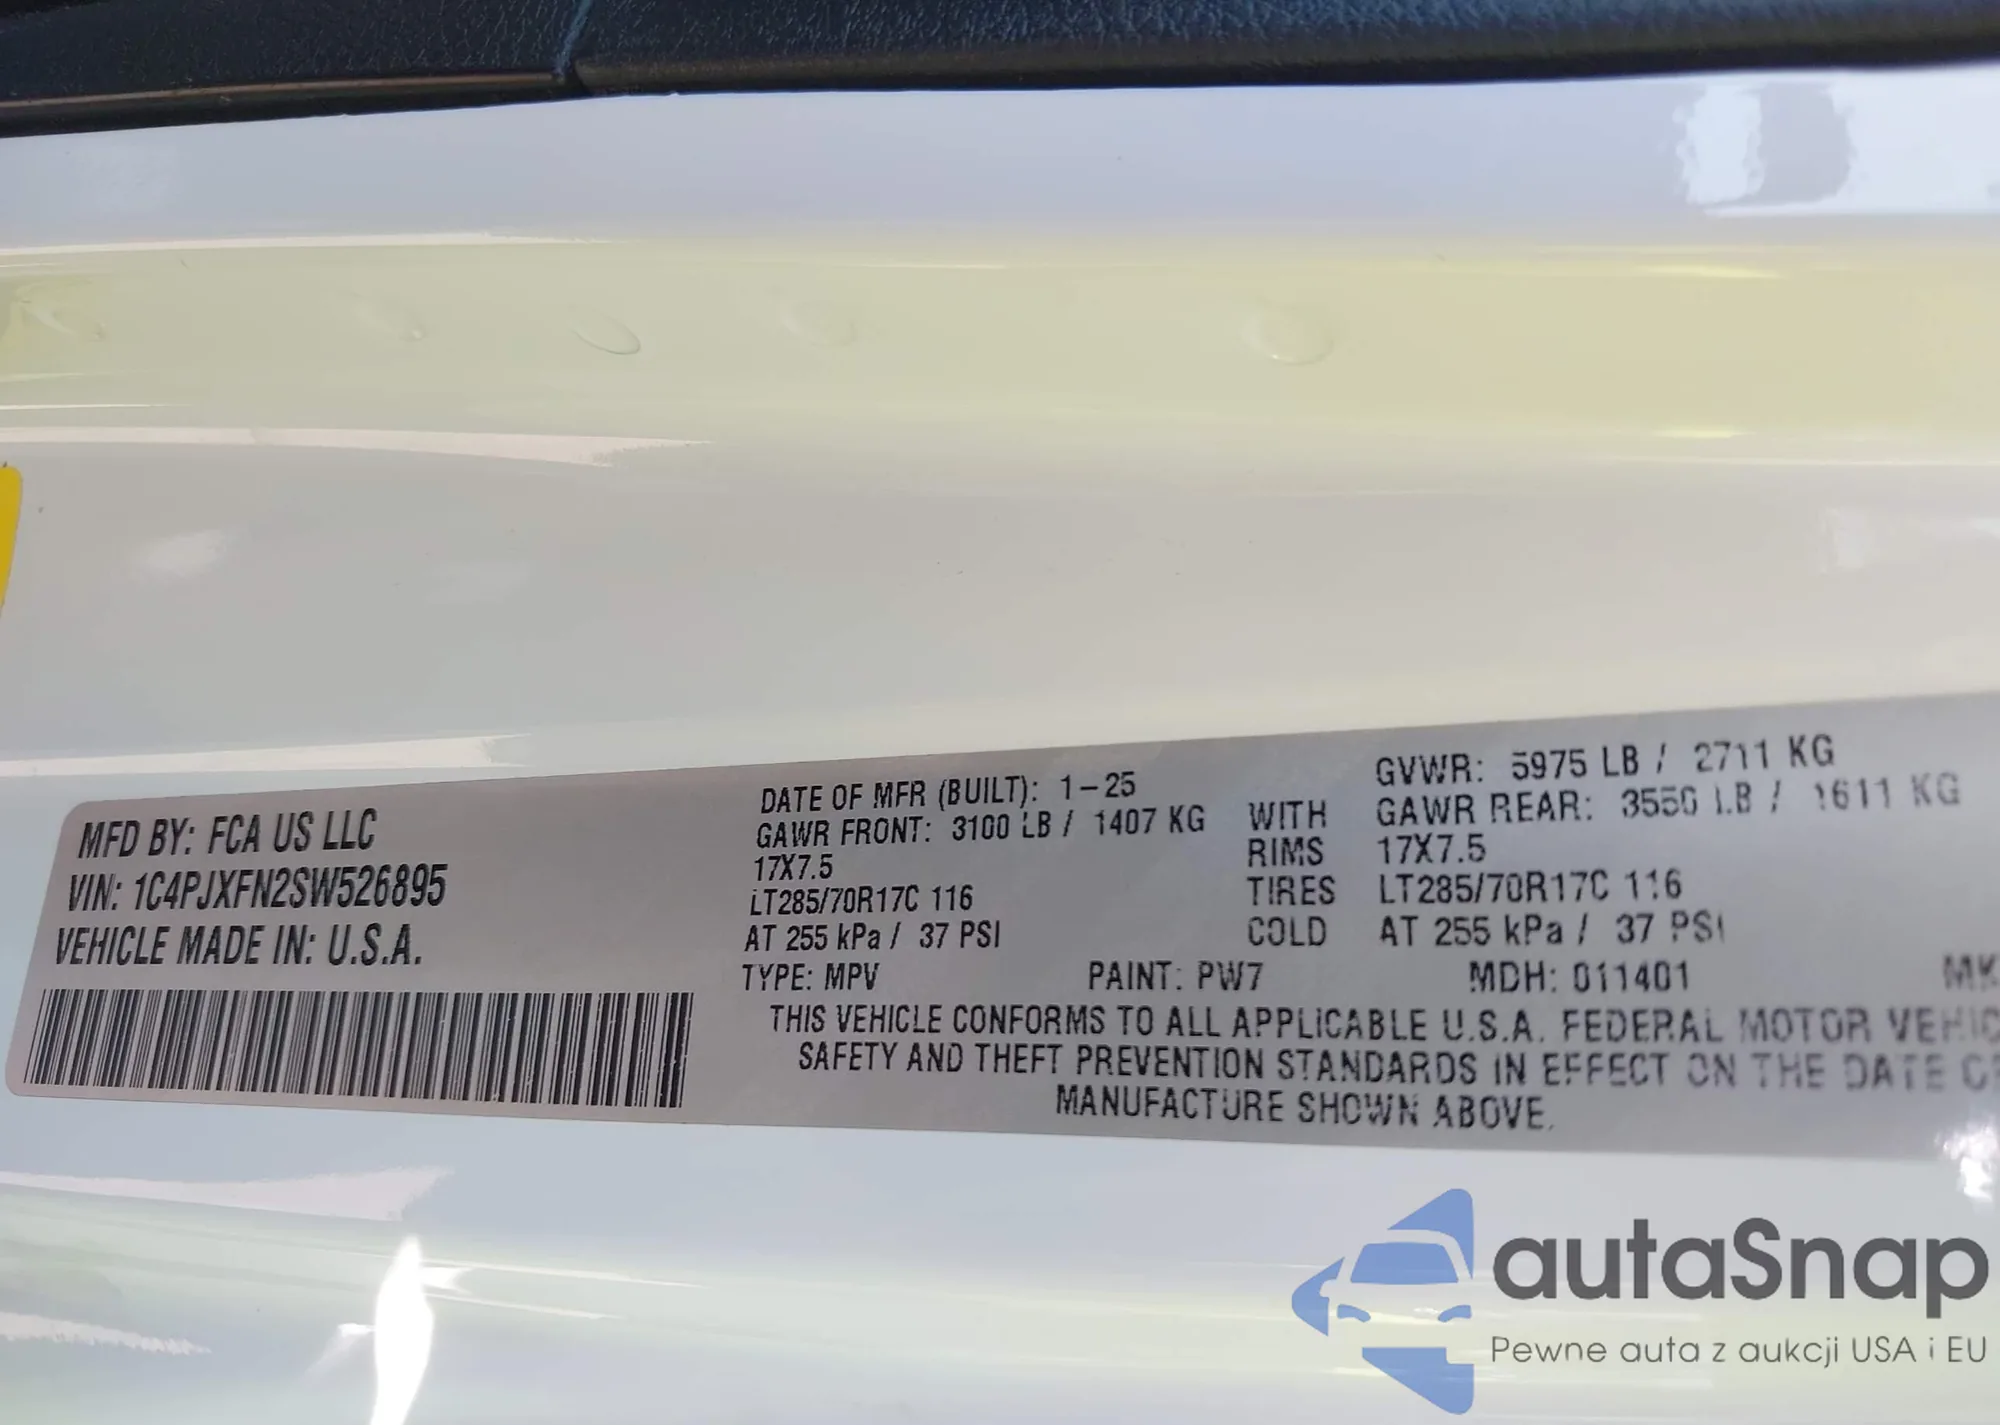 MFD BY: FCA US LLC
VIN: 1C4PJXFN2SW526895
VEHICLE MADE IN: U.S.A.
DATE OF MFR (BUILT): 1-25 GVWR: 5975 LB / 2711 KG
GAWR FRONT: 3100 LB / 1407 KG WITH GAWR REAR: 3550 LB / 1611 KG
17X7.5 RIMS 17X7.5
LT285/70R17C 116 TIRES LT285/70R17C 116
AT 255 kPa / 37 PSI COLD AT 255 kPa / 37 PSI
TYPE: MPV PAINT: PW7 MDH: 011401
THIS VEHICLE CONFORMS TO ALL APPLICABLE U.S.A. FEDERAL MOTOR VEHIC
SAFETY AND THEFT PREVENTION STANDARDS IN EFFECT ON THE DATE OF
MANUFACTURE SHOWN ABOVE.
autaSnap
Pewne auta z aukcji USA i EU